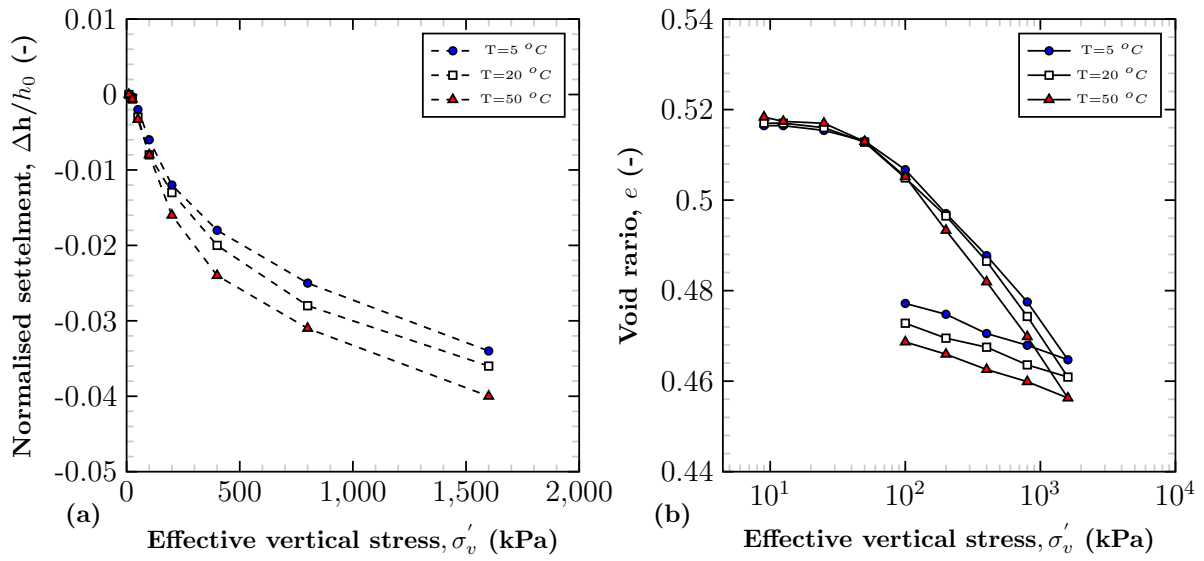 0.01
0
-0.01
-0.02
-0.03
-0.04
-0.05
0
500
1,000
1,500
2,000
Normalised settelment, Δh/h₀ (-)
Effective vertical stress, σ′ᵥ (kPa)
(a)
T=5 °C
T=20 °C
T=50 °C
0.54
0.52
0.5
0.48
0.46
0.44
10¹
10²
10³
10⁴
Void rario, e (-)
Effective vertical stress, σ′ᵥ (kPa)
(b)
T=5 °C
T=20 °C
T=50 °C